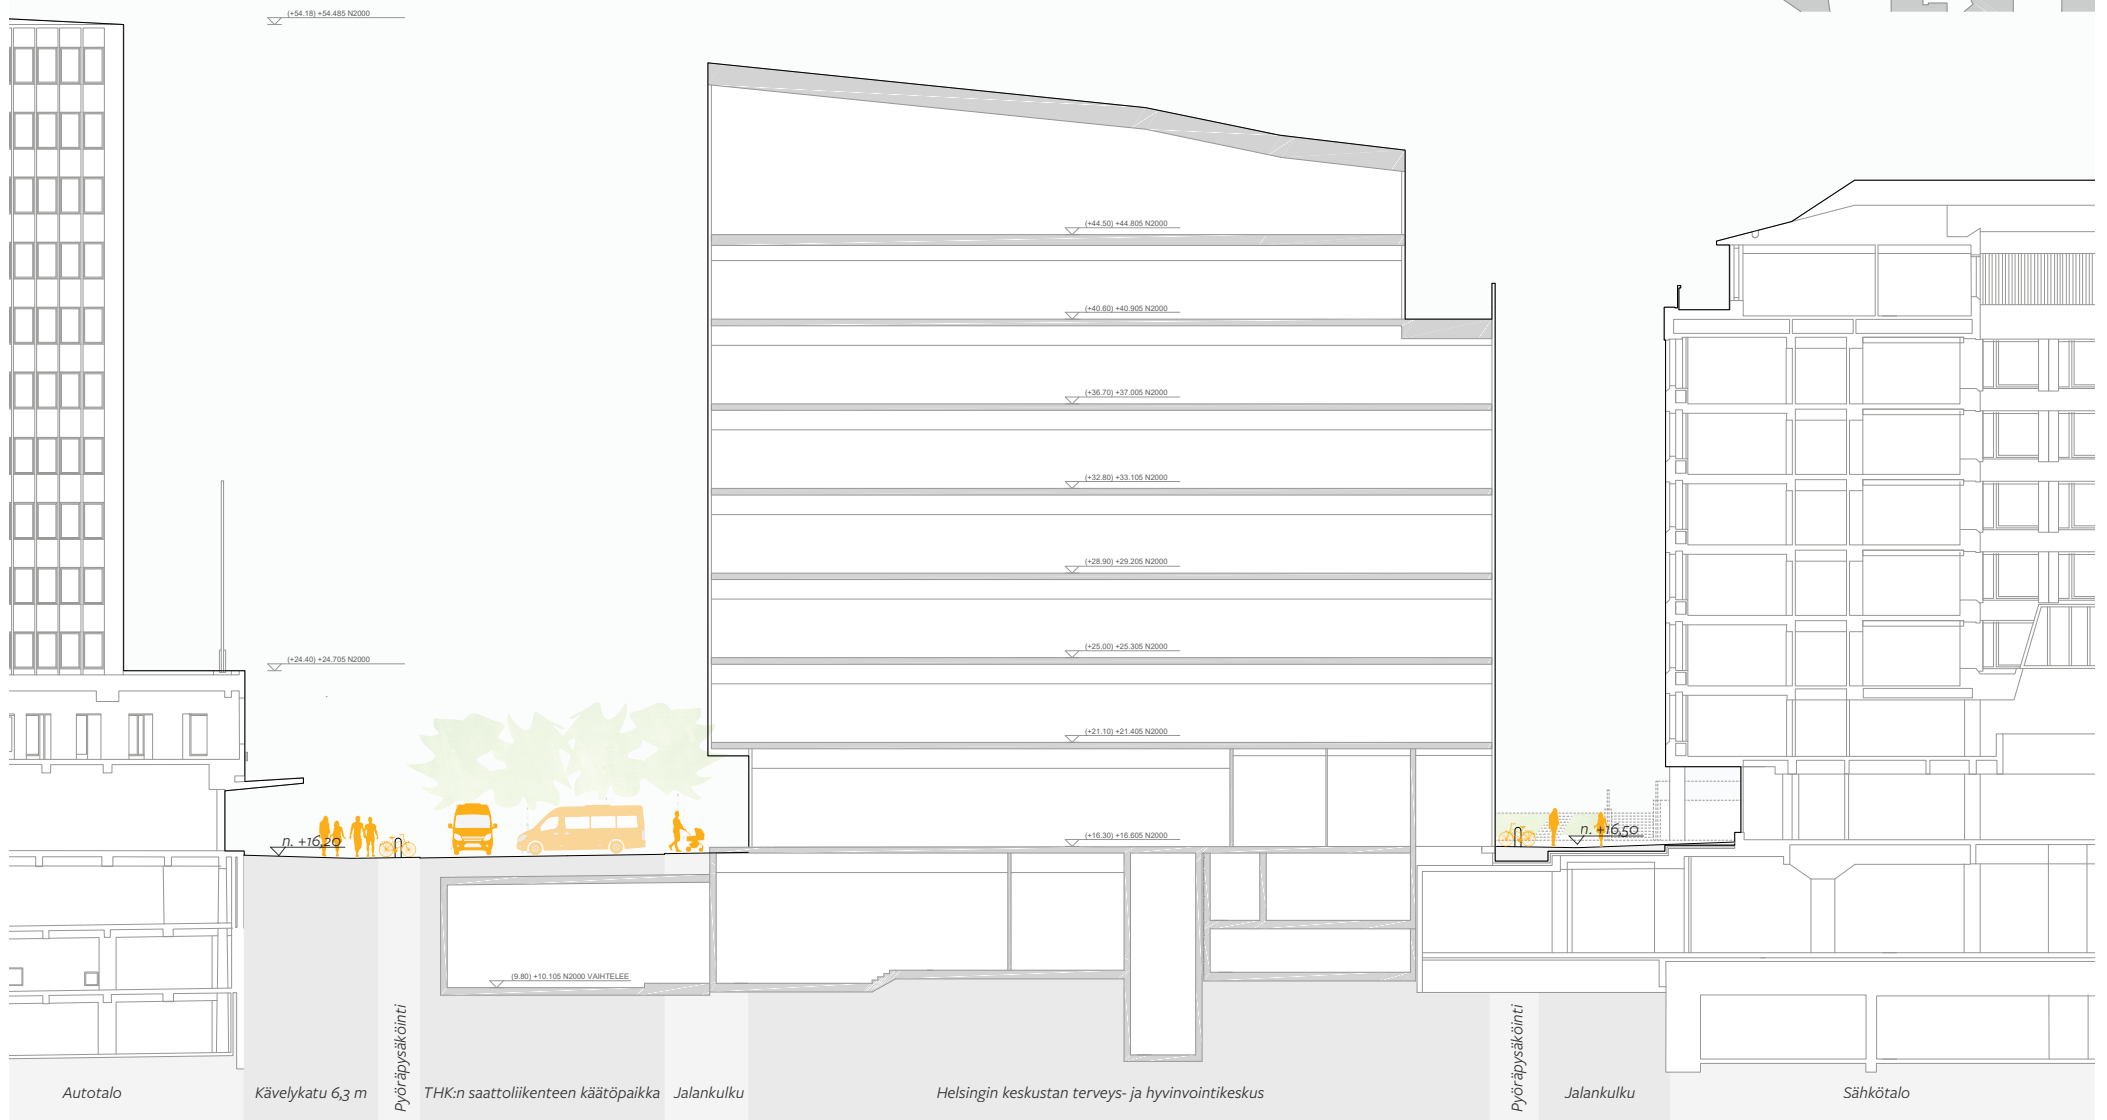 (+54.18) +54.485 N2000
(+44.50) +44.805 N2000
(+40.60) +40.905 N2000
(+36.70) +37.005 N2000
(+32.80) +33.105 N2000
(+28.90) +29.205 N2000
(+25.00) +25.305 N2000
(+24.40) +24.705 N2000
(+21.10) +21.405 N2000
n. +16,20
(+16.30) +16.605 N2000
n. +16,50
(9.80) +10.105 N2000 VAIHTELEE
Autotalo
Kävelykatu 6,3 m
Pyöräpysäköinti
THK:n saattoliikenteen käätöpaikka
Jalankulku
Helsingin keskustan terveys- ja hyvinvointikeskus
Pyöräpysäköinti
Jalankulku
Sähkötalo